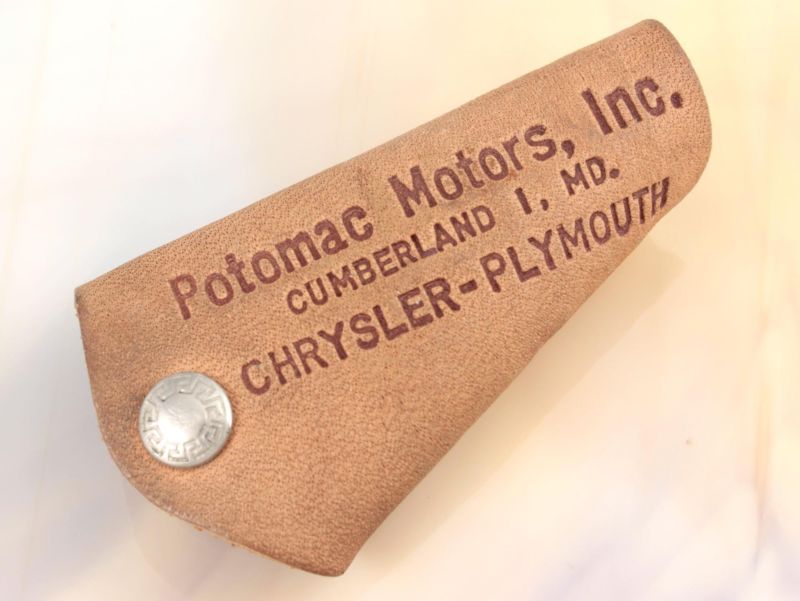 Potomac Motors, Inc.
CUMBERLAND 1, MD.
CHRYSLER-PLYMOUTH